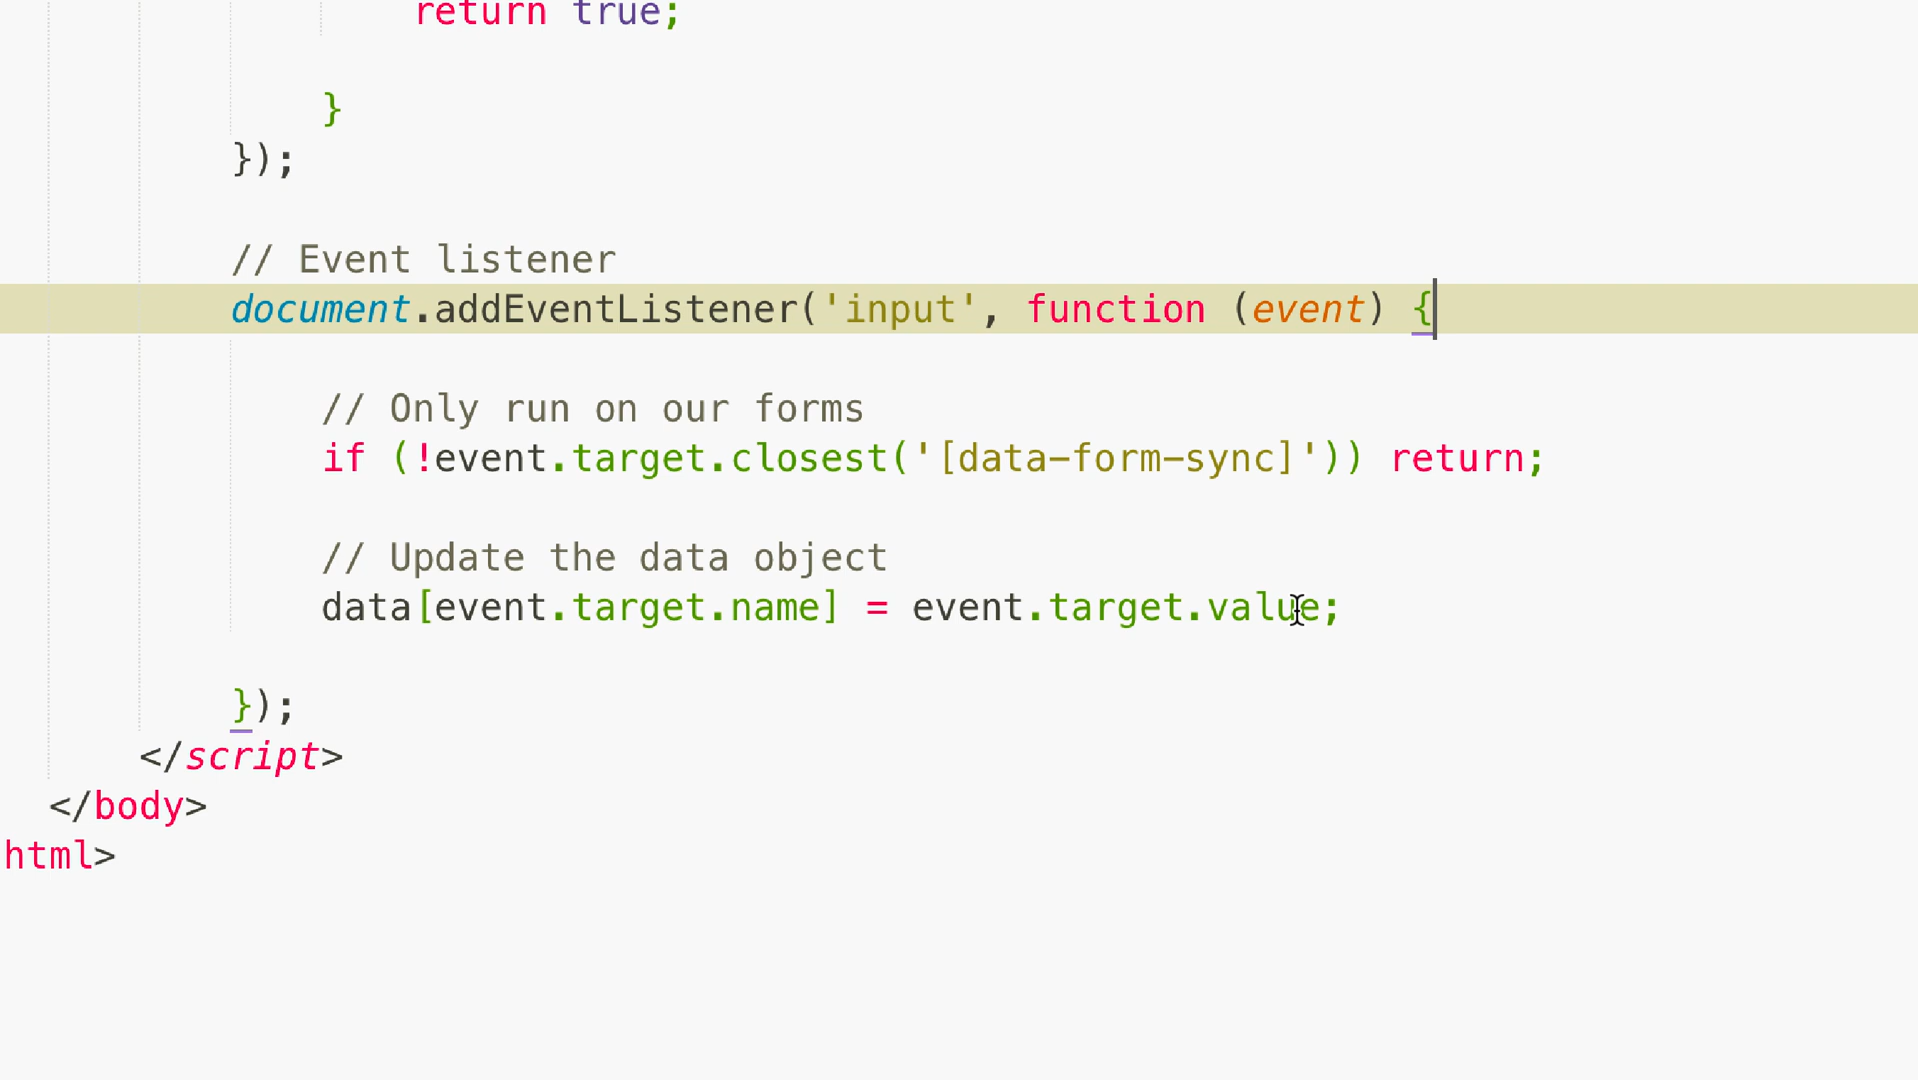 return true;
}
});
// Event listener
document.addEventListener('input', function (event) {
// Only run on our forms
if (!event.target.closest('[data-form-sync]')) return;
// Update the data object
data[event.target.name] = event.target.value;
});
</script>
</body>
html>